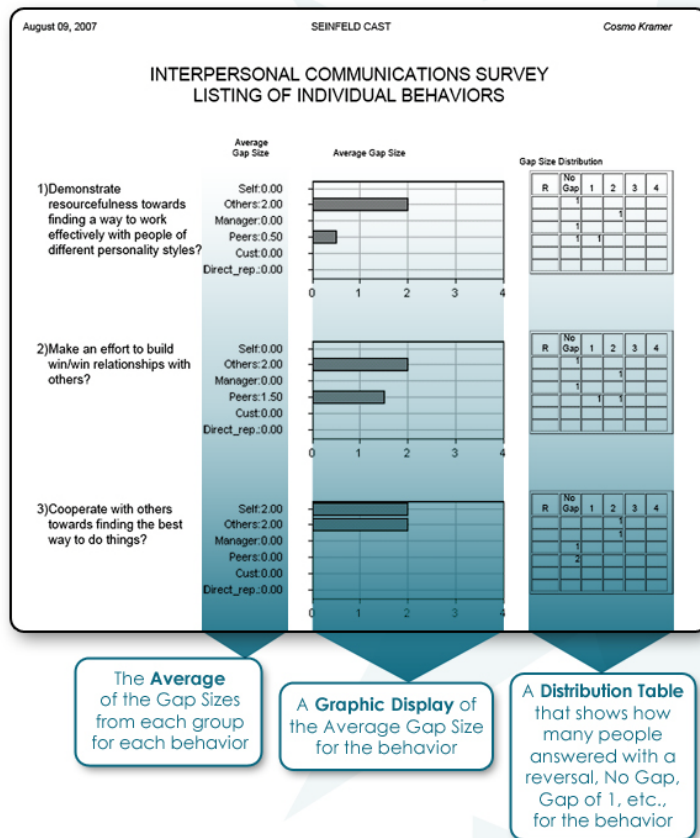 August 09, 2007 SEINFELD CAST Cosmo Kramer
INTERPERSONAL COMMUNICATIONS SURVEY
LISTING OF INDIVIDUAL BEHAVIORS
Average
Gap Size
Average Gap Size
Gap Size Distribution
1)Demonstrate
resourcefulness towards
finding a way to work
effectively with people of
different personality styles?
Self:0.00
Others:2.00
Manager:0.00
Peers:0.50
Cust:0.00
Direct_rep.:0.00
0 1 2 3 4
R No Gap 1 2 3 4
1
1
1
1 1
2)Make an effort to build
win/win relationships with
others?
Self:0.00
Others:2.00
Manager:0.00
Peers:1.50
Cust:0.00
Direct_rep.:0.00
0 1 2 3 4
R No Gap 1 2 3 4
1
1
1
1 1
3)Cooperate with others
towards finding the best
way to do things?
Self:2.00
Others:2.00
Manager:0.00
Peers:0.00
Cust:0.00
Direct_rep.:0.00
0 1 2 3 4
R No Gap 1 2 3 4
1
1
1
2
The Average
of the Gap Sizes
from each group
for each behavior
A Graphic Display of
the Average Gap Size
for the behavior
A Distribution Table
that shows how
many people
answered with a
reversal, No Gap,
Gap of 1, etc.,
for the behavior